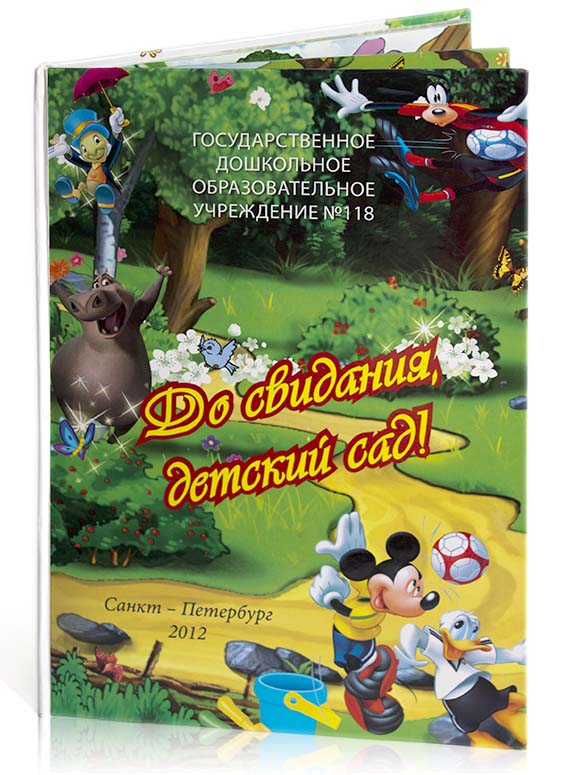 ГОСУДАРСТВЕННОЕ
ДОШКОЛЬНОЕ
ОБРАЗОВАТЕЛЬНОЕ
УЧРЕЖДЕНИЕ №118
До свидания,
детский сад!
Санкт – Петербург
2012